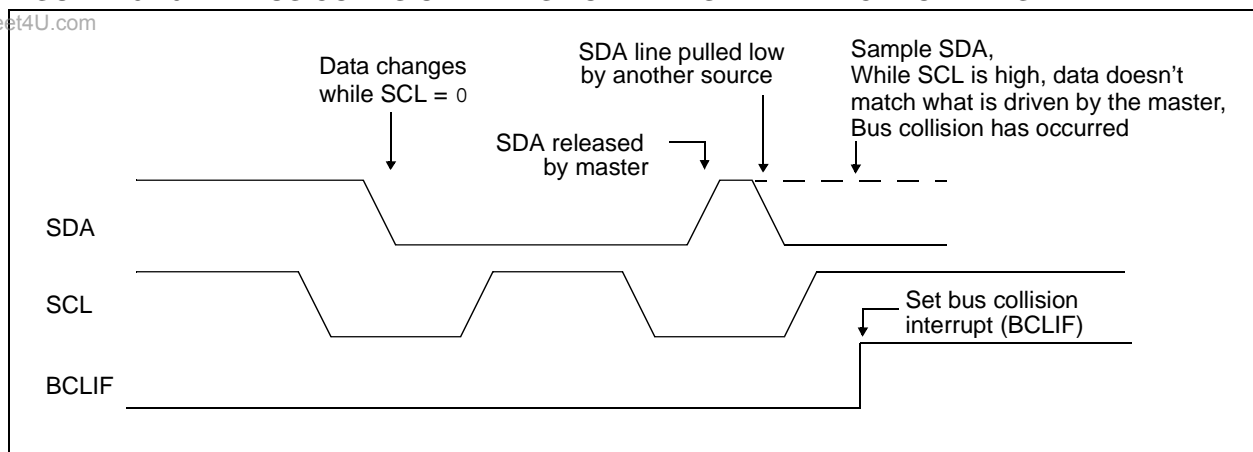 et4U.com
Data changes
while SCL = 0
SDA line pulled low
by another source
Sample SDA,
While SCL is high, data doesn't
match what is driven by the master,
Bus collision has occurred
SDA released
by master
SDA
SCL
Set bus collision
interrupt (BCLIF)
BCLIF